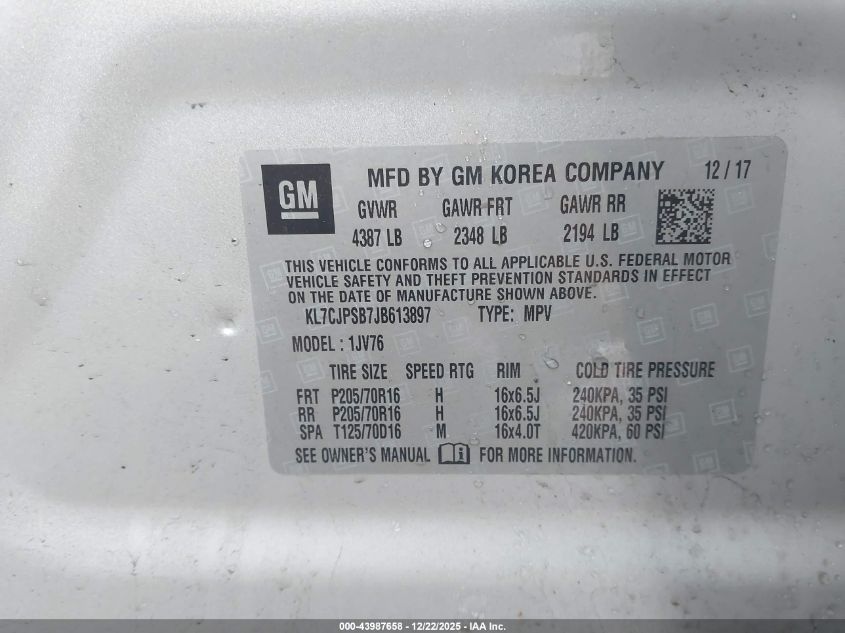 GM
MFD BY GM KOREA COMPANY 12 / 17
GVWR GAWR FRT GAWR RR
4387 LB 2348 LB 2194 LB
THIS VEHICLE CONFORMS TO ALL APPLICABLE U.S. FEDERAL MOTOR
VEHICLE SAFETY AND THEFT PREVENTION STANDARDS IN EFFECT
ON THE DATE OF MANUFACTURE SHOWN ABOVE.
KL7CJPSB7JB613897 TYPE: MPV
MODEL : 1JV76
TIRE SIZE SPEED RTG RIM COLD TIRE PRESSURE
FRT P205/70R16 H 16x6.5J 240KPA, 35 PSI
RR P205/70R16 H 16x6.5J 240KPA, 35 PSI
SPA T125/70D16 M 16x4.0T 420KPA, 60 PSI
SEE OWNER'S MANUAL FOR MORE INFORMATION.
000-43987658 - 12/22/2025 - IAA Inc.